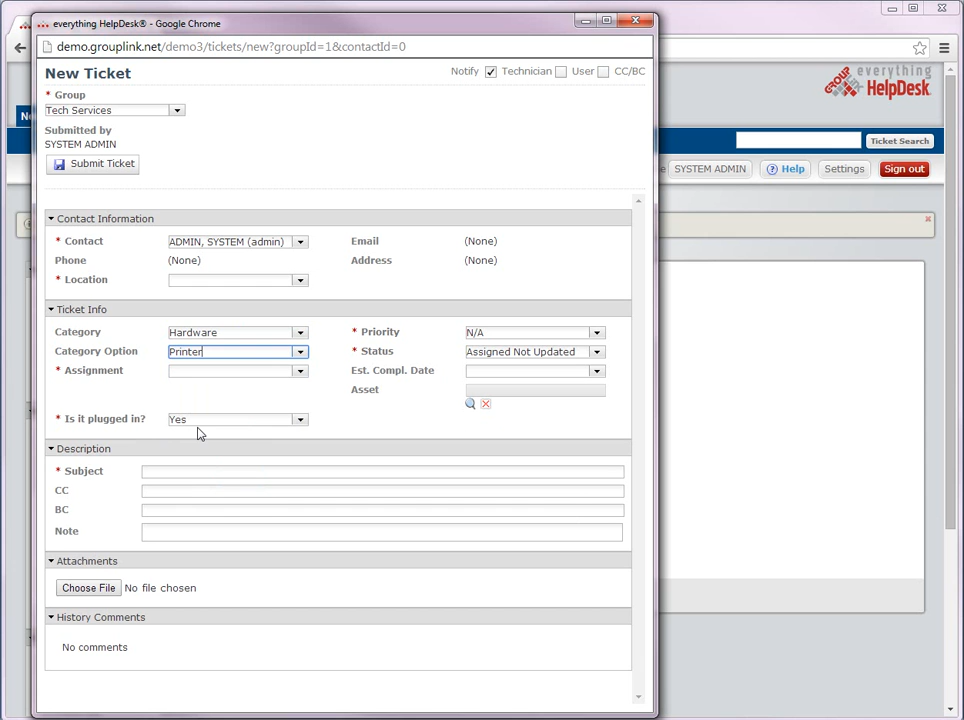 everything HelpDesk® - Google Chrome
demo.grouplink.net/demo3/tickets/new?groupId=1&contactId=0
New Ticket
Notify Technician User CC/BC
* Group
Tech Services
Submitted by
SYSTEM ADMIN
Submit Ticket
Contact Information
* Contact ADMIN, SYSTEM (admin) Email (None)
Phone (None) Address (None)
* Location
Ticket Info
Category Hardware * Priority N/A
Category Option Printer * Status Assigned Not Updated
* Assignment Est. Compl. Date
Asset
* Is it plugged in? Yes
Description
* Subject
CC
BC
Note
Attachments
Choose File No file chosen
History Comments
No comments
GROUP everything
HelpDesk
Ticket Search
SYSTEM ADMIN Help Settings Sign out